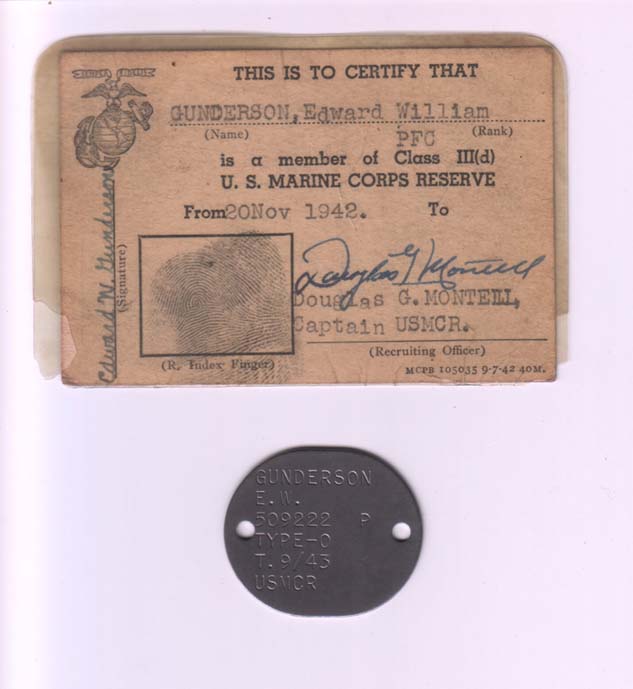 THIS IS TO CERTIFY THAT
GUNDERSON, Edward William
(Name) PFC (Rank)
is a member of Class III(d)
U. S. MARINE CORPS RESERVE
From 20Nov 1942. To
Edward W. Gunderson
(Signature)
Douglas G Montell
Douglas G. MONTELL,
Captain USMCR.
(R. Index Finger)
(Recruiting Officer)
MCPB 105035 9-7-42 40M.
GUNDERSON
E.W.
509222 P
TYPE-O
T. 9/43
USMCR